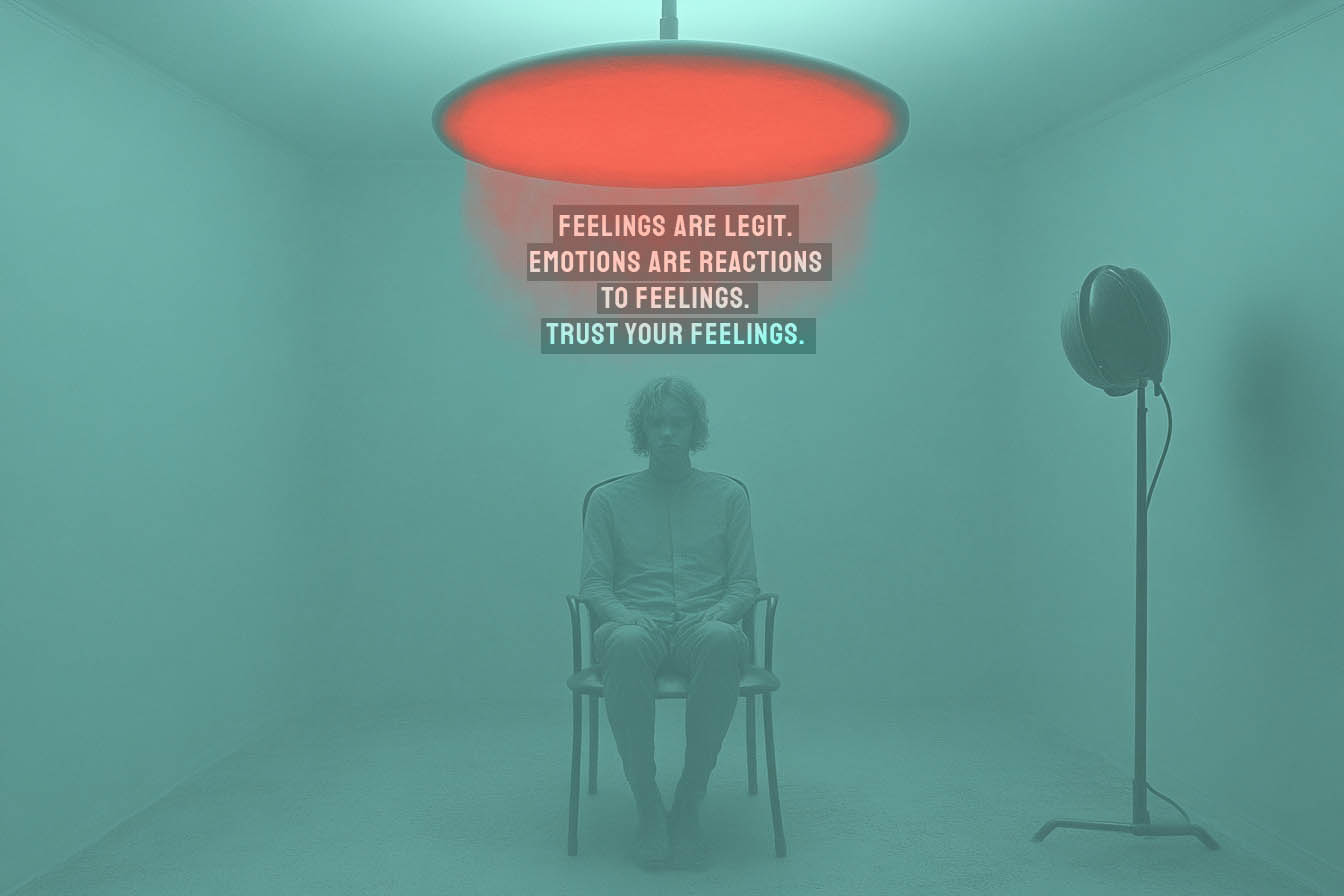 FEELINGS ARE LEGIT.
EMOTIONS ARE REACTIONS
TO FEELINGS.
TRUST YOUR FEELINGS.